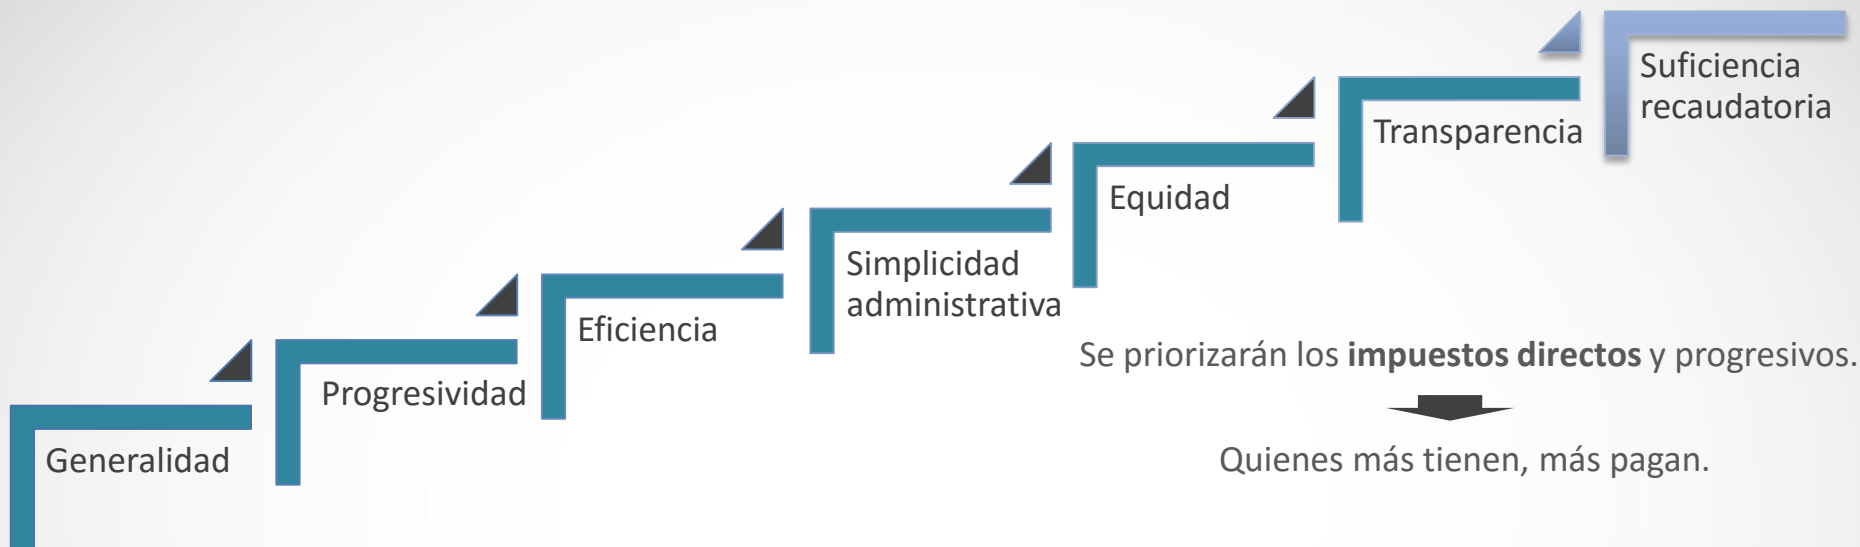 Generalidad
Progresividad
Eficiencia
Simplicidad
administrativa
Equidad
Transparencia
Suficiencia
recaudatoria
Se priorizarán los impuestos directos y progresivos.
Quienes más tienen, más pagan.